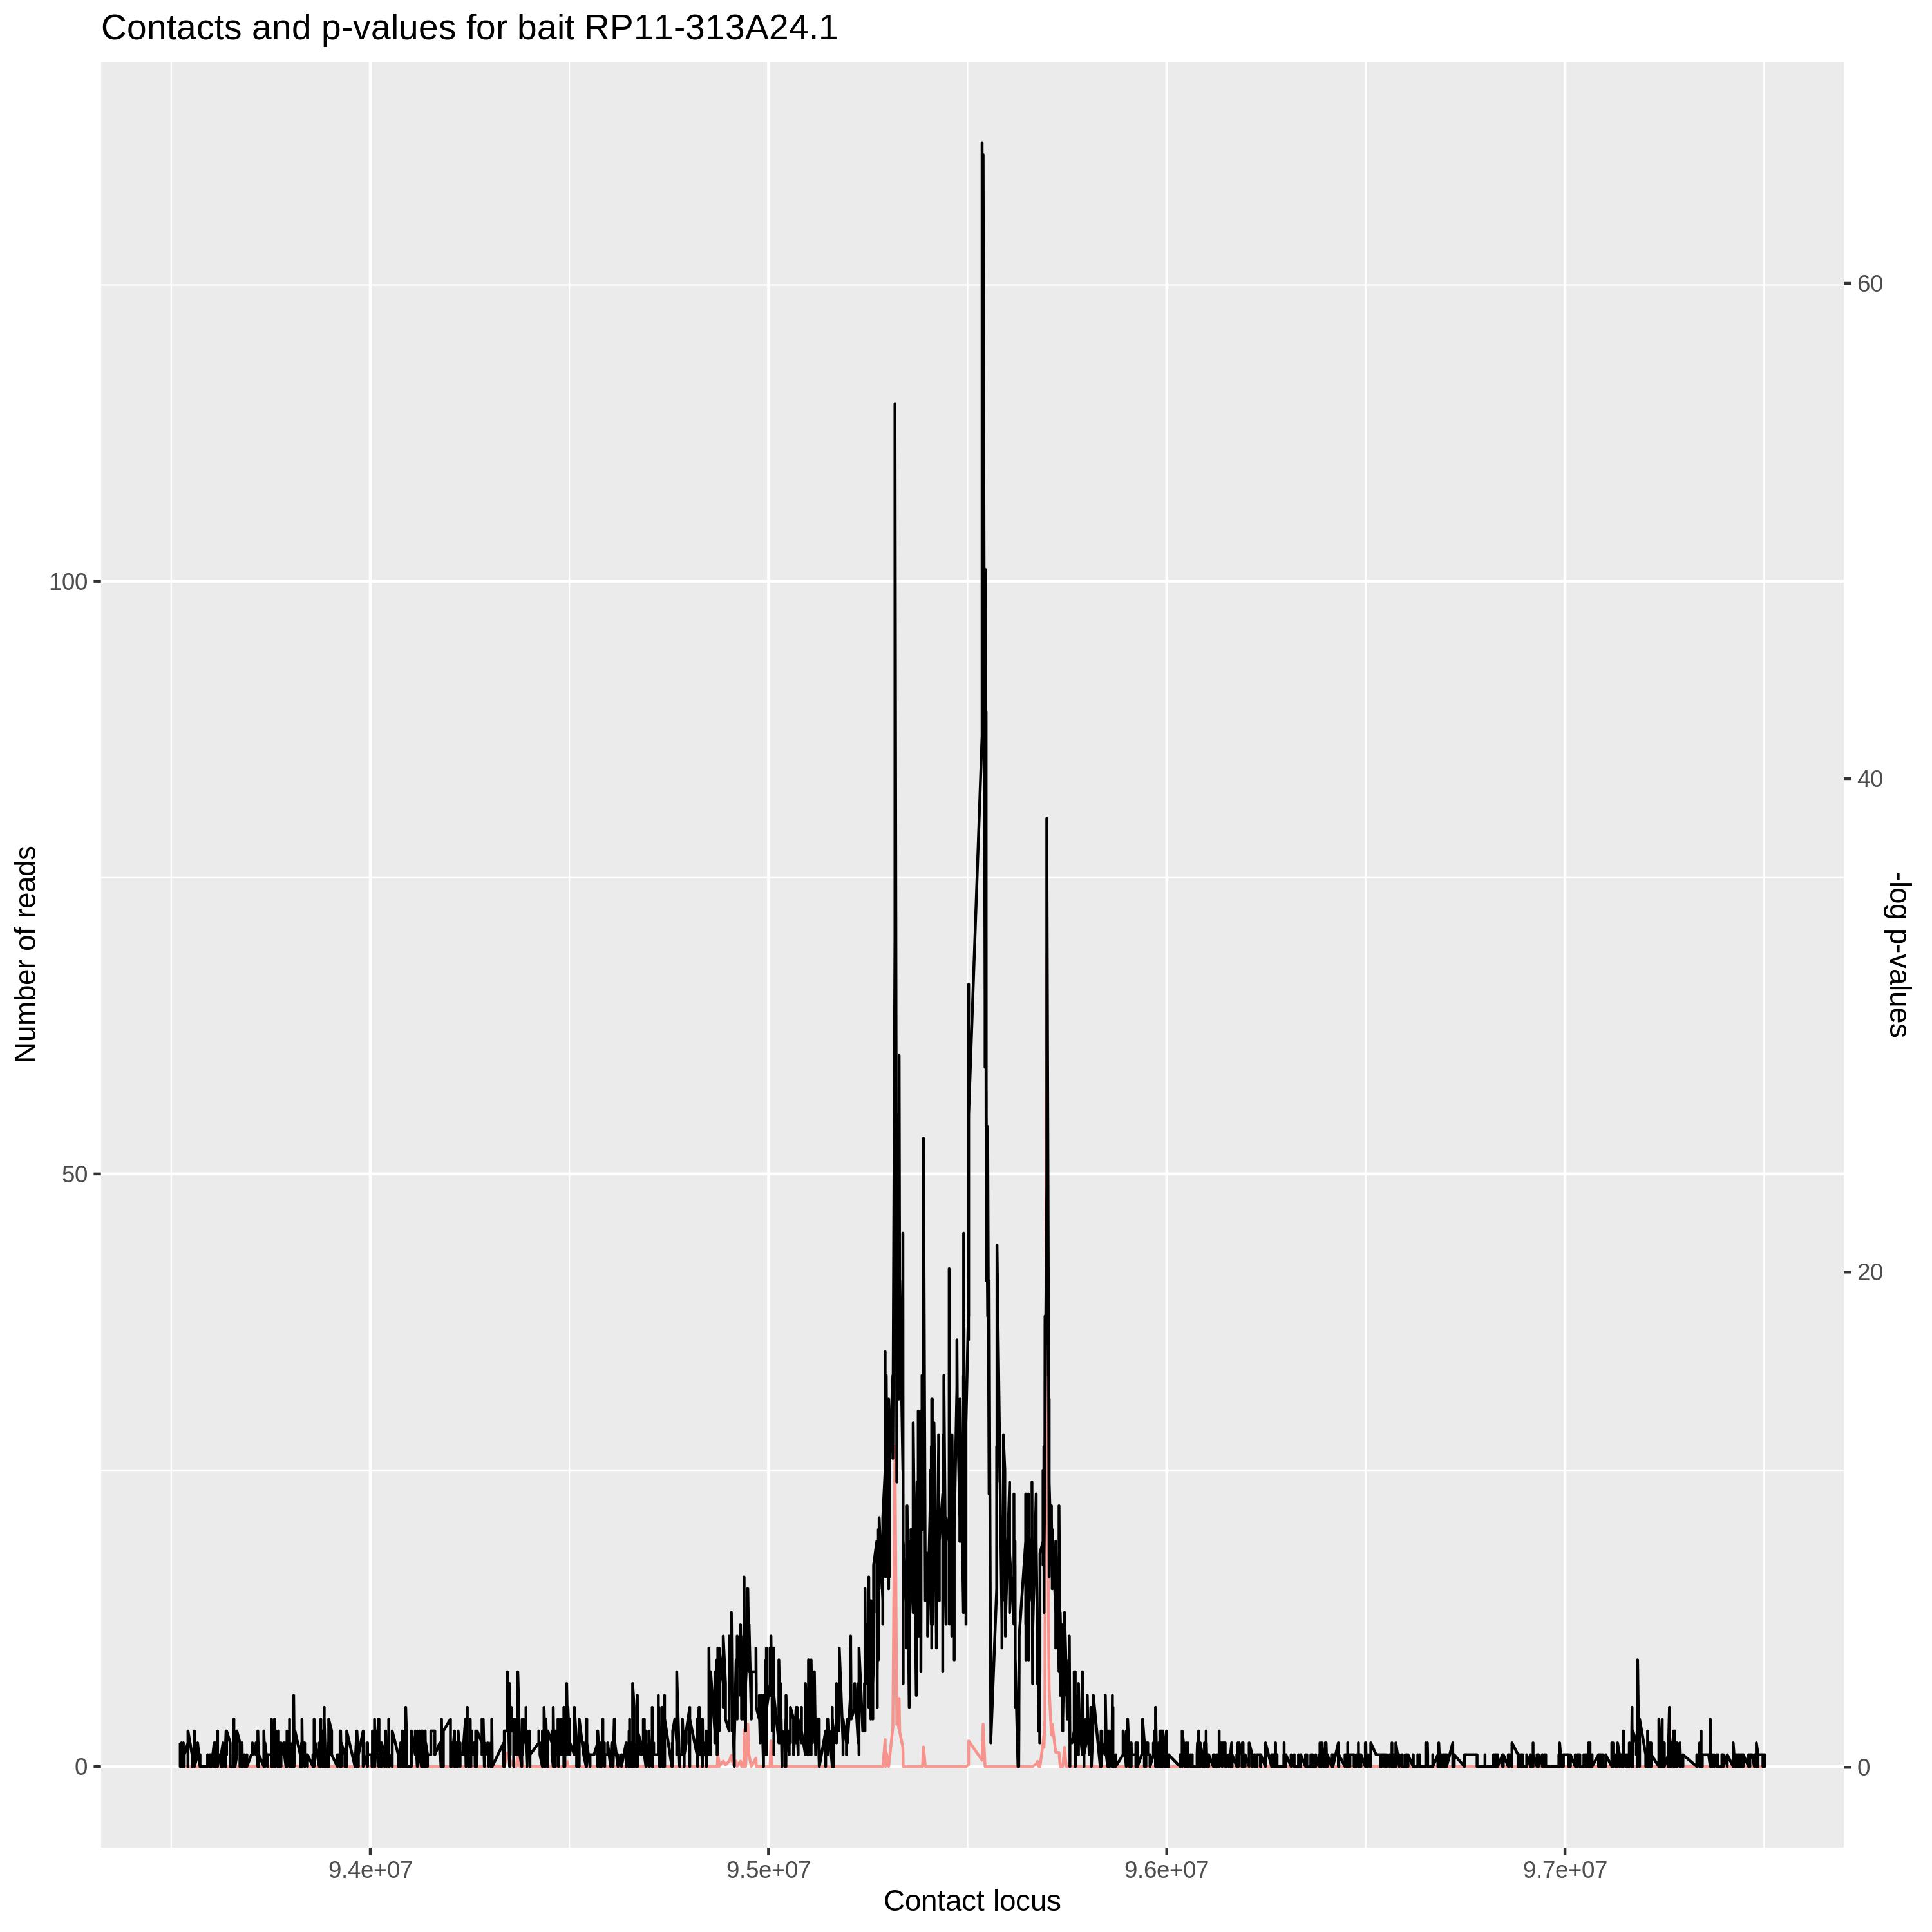 Contacts and p-values for bait RP11-313A24.1
Number of reads
100
50
0
60
40
20
0
-log p-values
9.4e+07 9.5e+07 9.6e+07 9.7e+07
Contact locus